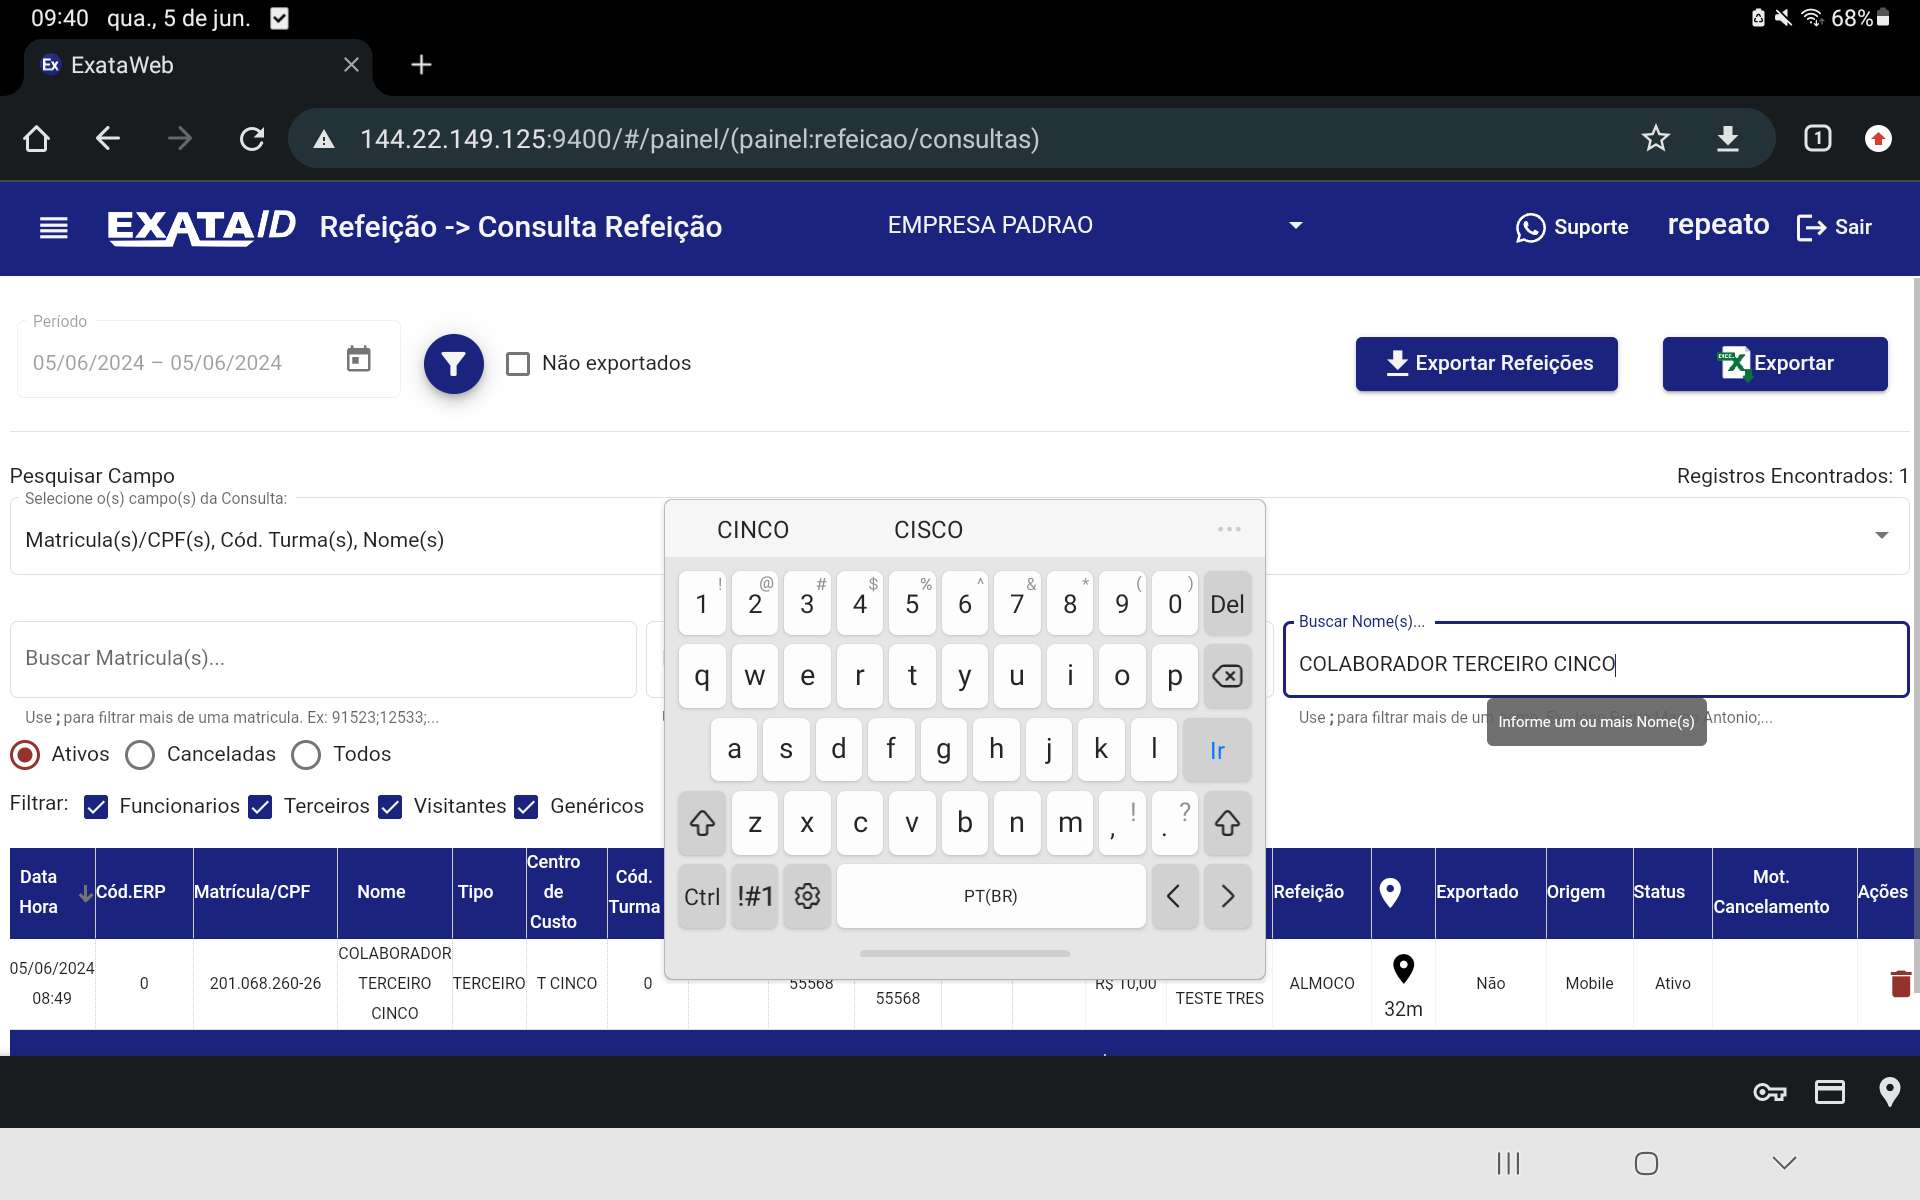 09:40 qua., 5 de jun. 68%
Ex ExataWeb
144.22.149.125:9400/#/painel/(painel:refeicao/consultas) 1
EXATA/ID Refeição -> Consulta Refeição EMPRESA PADRAO Suporte repeato Sair
Período
05/06/2024 – 05/06/2024 Não exportados Exportar Refeições Exportar
Pesquisar Campo Registros Encontrados: 1
Selecione o(s) campo(s) da Consulta:
Matricula(s)/CPF(s), Cód. Turma(s), Nome(s)
CINCO CISCO ...
1 ! 2 @ 3 # 4 $ 5 % 6 ^ 7 & 8 * 9 ( 0 ) Del
q w e r t y u i o p
a s d f g h j k l Ir
z x c v b n m , ! . ?
Ctrl !#1 PT(BR) < >
Buscar Matricula(s)...
Use ; para filtrar mais de uma matricula. Ex: 91523;12533;...
Buscar Nome(s)...
COLABORADOR TERCEIRO CINCO
Use ; para filtrar mais de um Antonio;...
Informe um ou mais Nome(s)
Ativos Canceladas Todos
Filtrar: Funcionarios Terceiros Visitantes Genéricos
Data Hora Cód.ERP Matrícula/CPF Nome Tipo Centro de Custo Cód. Turma Refeição Exportado Origem Status Mot. Cancelamento Ações
05/06/2024 08:49 0 201.068.260-26 COLABORADOR TERCEIRO CINCO TERCEIRO T CINCO 0 55568 55568 R$ 10,00 TESTE TRES ALMOCO 32m Não Mobile Ativo